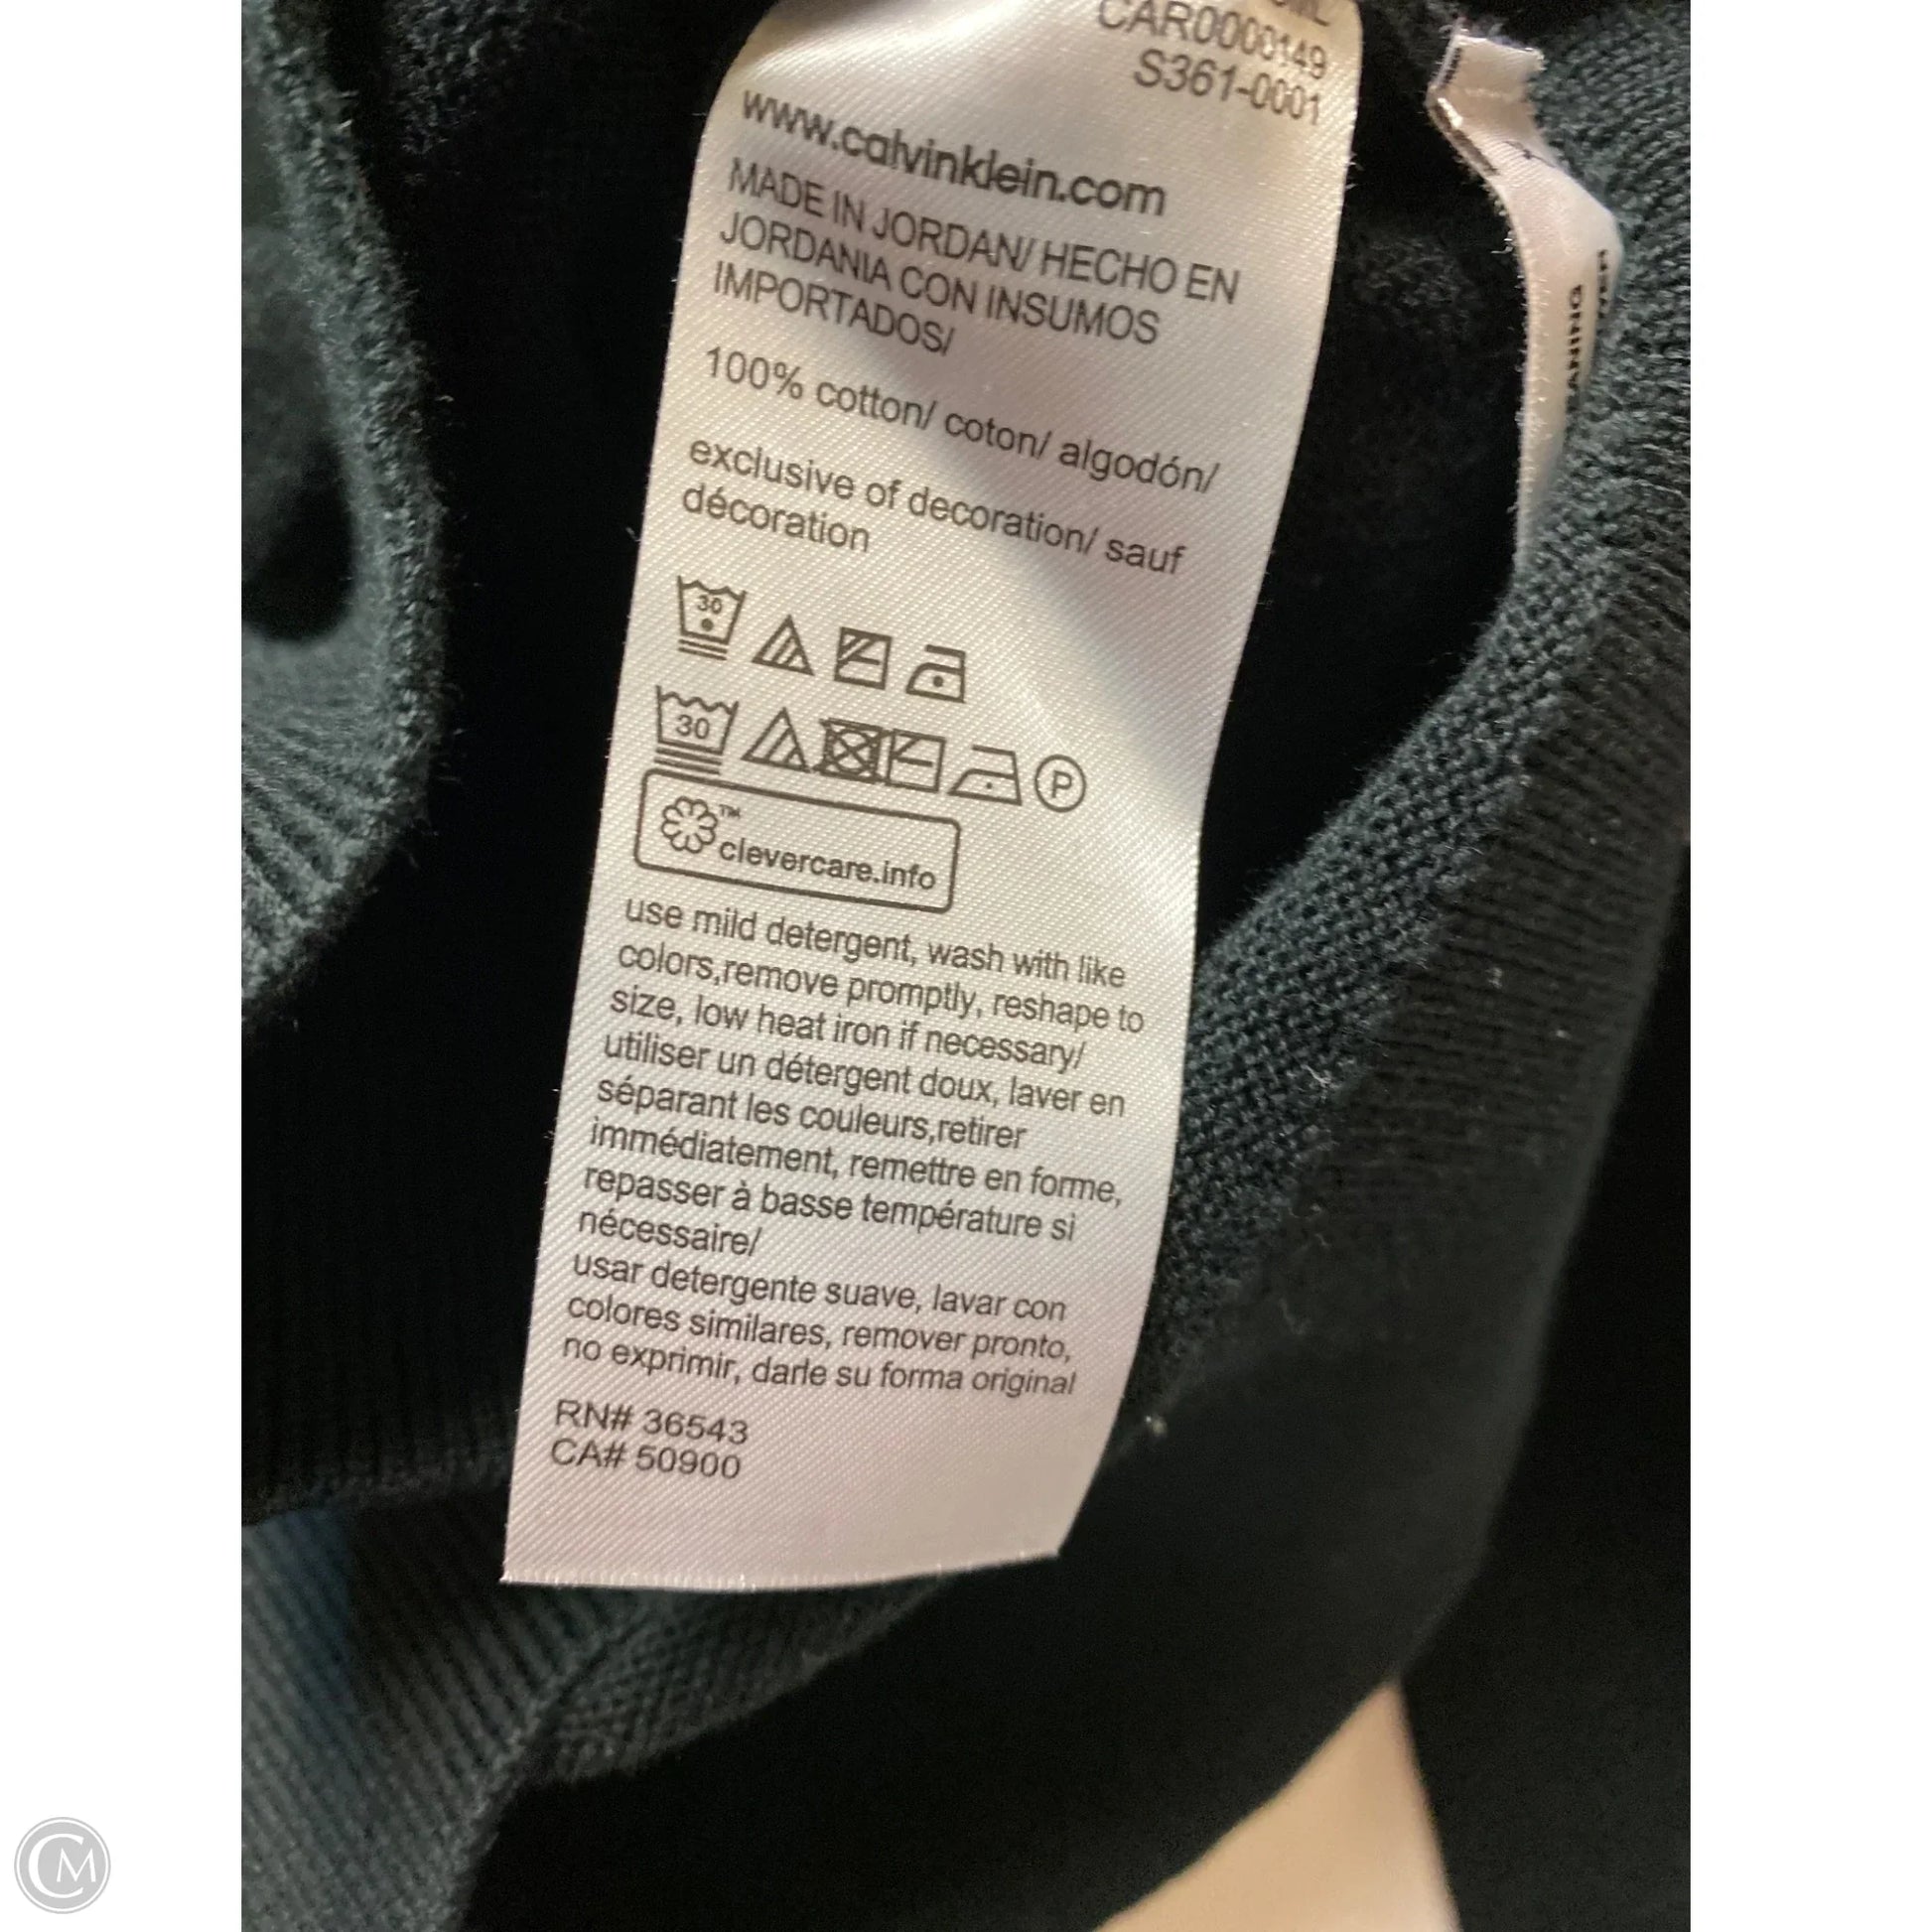 CAR0000149
S361-0001
www.calvinklein.com
MADE IN JORDAN/ HECHO EN
JORDANIA CON INSUMOS
IMPORTADOS/
100% cotton/ coton/ algodón/
exclusive of decoration/ sauf
décoration
30
30
P
™
clevercare.info
use mild detergent, wash with like
colors,remove promptly, reshape to
size, low heat iron if necessary/
utiliser un détergent doux, laver en
séparant les couleurs,retirer
immédiatement, remettre en forme,
repasser à basse température si
nécessaire/
usar detergente suave, lavar con
colores similares, remover pronto,
no exprimir, darle su forma original
RN# 36543
CA# 50900
CM